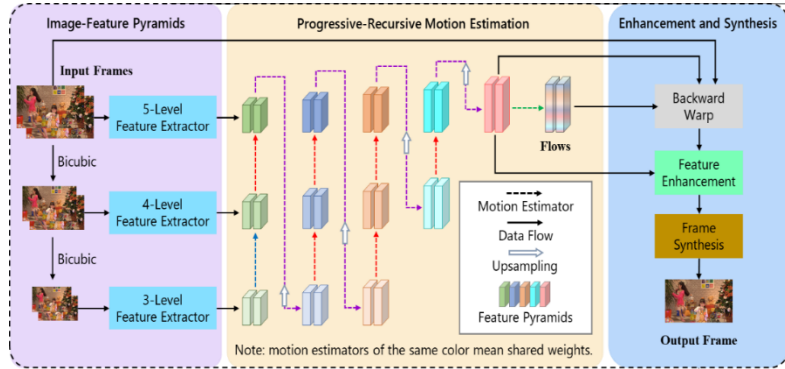 Image-Feature Pyramids
Progressive-Recursive Motion Estimation
Enhancement and Synthesis
Input Frames
5-Level
Feature Extractor
Bicubic
4-Level
Feature Extractor
Bicubic
3-Level
Feature Extractor
Flows
Motion Estimator
Data Flow
Upsampling
Feature Pyramids
Note: motion estimators of the same color mean shared weights.
Backward
Warp
Feature
Enhancement
Frame
Synthesis
Output Frame